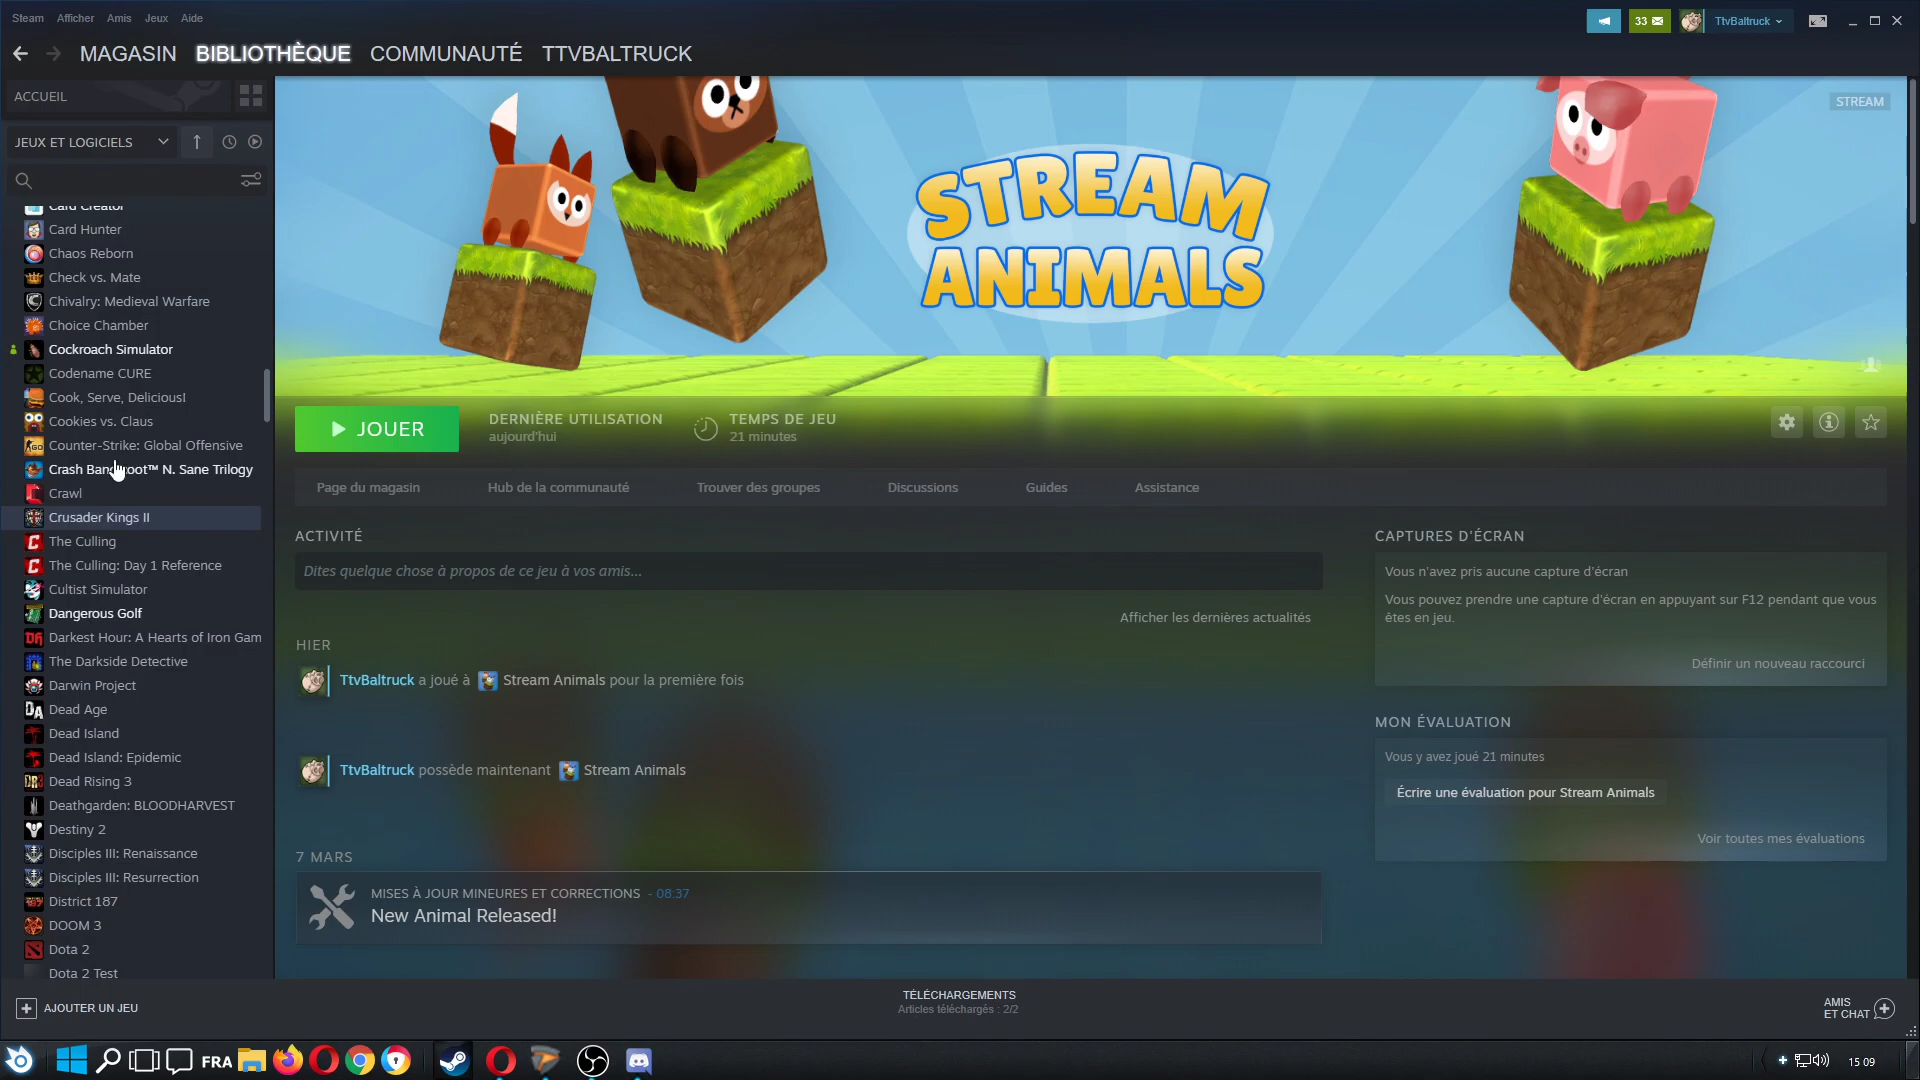 Steam Afficher Amis Jeux Aide
33 TtvBaltruck
MAGASIN BIBLIOTHÈQUE COMMUNAUTÉ TTVBALTRUCK
ACCUEIL
JEUX ET LOGICIELS
Card Creator
Card Hunter
Chaos Reborn
Check vs. Mate
Chivalry: Medieval Warfare
Choice Chamber
Cockroach Simulator
Codename CURE
Cook, Serve, Delicious!
Cookies vs. Claus
Counter-Strike: Global Offensive
Crash Bandicoot™ N. Sane Trilogy
Crawl
Crusader Kings II
The Culling
The Culling: Day 1 Reference
Cultist Simulator
Dangerous Golf
Darkest Hour: A Hearts of Iron Gam
The Darkside Detective
Darwin Project
Dead Age
Dead Island
Dead Island: Epidemic
Dead Rising 3
Deathgarden: BLOODHARVEST
Destiny 2
Disciples III: Renaissance
Disciples III: Resurrection
District 187
DOOM 3
Dota 2
Dota 2 Test
STREAM
STREAM
ANIMALS
JOUER
DERNIÈRE UTILISATION
aujourd'hui
TEMPS DE JEU
21 minutes
Page du magasin Hub de la communauté Trouver des groupes Discussions Guides Assistance
ACTIVITÉ
Dites quelque chose à propos de ce jeu à vos amis...
Afficher les dernières actualités
HIER
TtvBaltruck a joué à Stream Animals pour la première fois
TtvBaltruck possède maintenant Stream Animals
7 MARS
MISES À JOUR MINEURES ET CORRECTIONS - 08:37
New Animal Released!
CAPTURES D'ÉCRAN
Vous n'avez pris aucune capture d'écran
Vous pouvez prendre une capture d'écran en appuyant sur F12 pendant que vous
êtes en jeu.
Définir un nouveau raccourci
MON ÉVALUATION
Vous y avez joué 21 minutes
Écrire une évaluation pour Stream Animals
Voir toutes mes évaluations
AJOUTER UN JEU
TÉLÉCHARGEMENTS
Articles téléchargés : 2/2
AMIS
ET CHAT
FRA
15 09